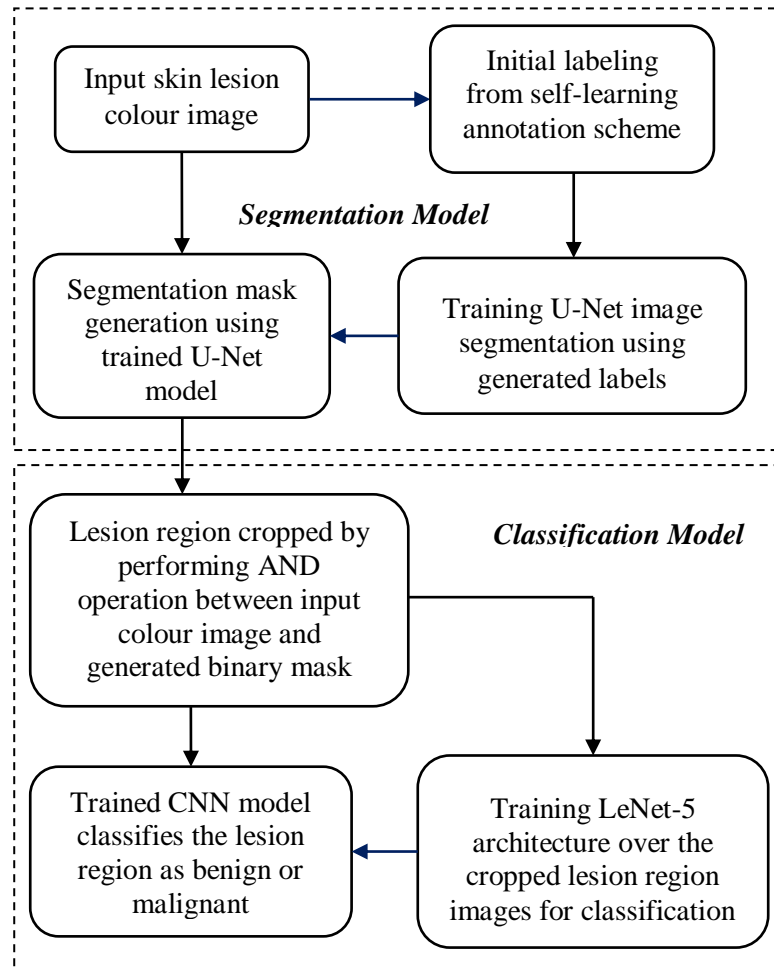 Input skin lesion
colour image
Initial labeling
from self-learning
annotation scheme
Segmentation Model
Segmentation mask
generation using
trained U-Net
model
Training U-Net image
segmentation using
generated labels
Lesion region cropped by
performing AND
operation between input
colour image and
generated binary mask
Classification Model
Trained CNN model
classifies the lesion
region as benign or
malignant
Training LeNet-5
architecture over the
cropped lesion region
images for classification